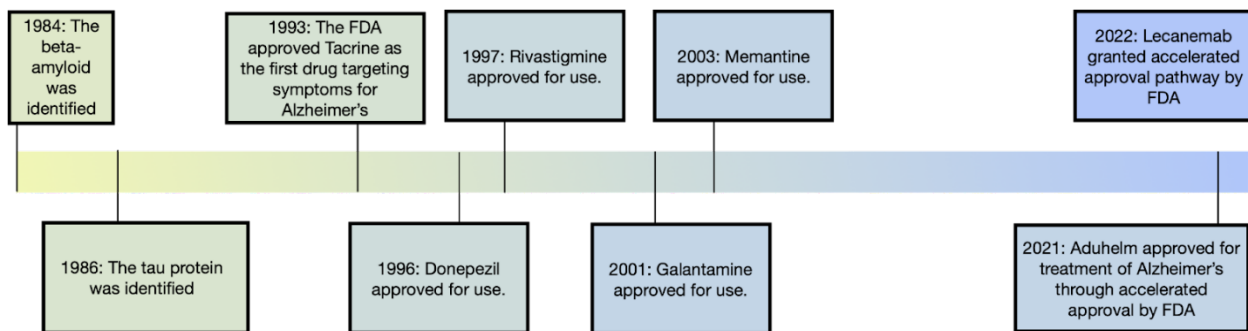 1984: The
beta-
amyloid
was
identified
1993: The FDA
approved Tacrine as
the first drug targeting
symptoms for
Alzheimer's
1997: Rivastigmine
approved for use.
2003: Memantine
approved for use.
2022: Lecanemab
granted accelerated
approval pathway by
FDA
1986: The tau protein
was identified
1996: Donepezil
approved for use.
2001: Galantamine
approved for use.
2021: Aduhelm approved for
treatment of Alzheimer's
through accelerated
approval by FDA